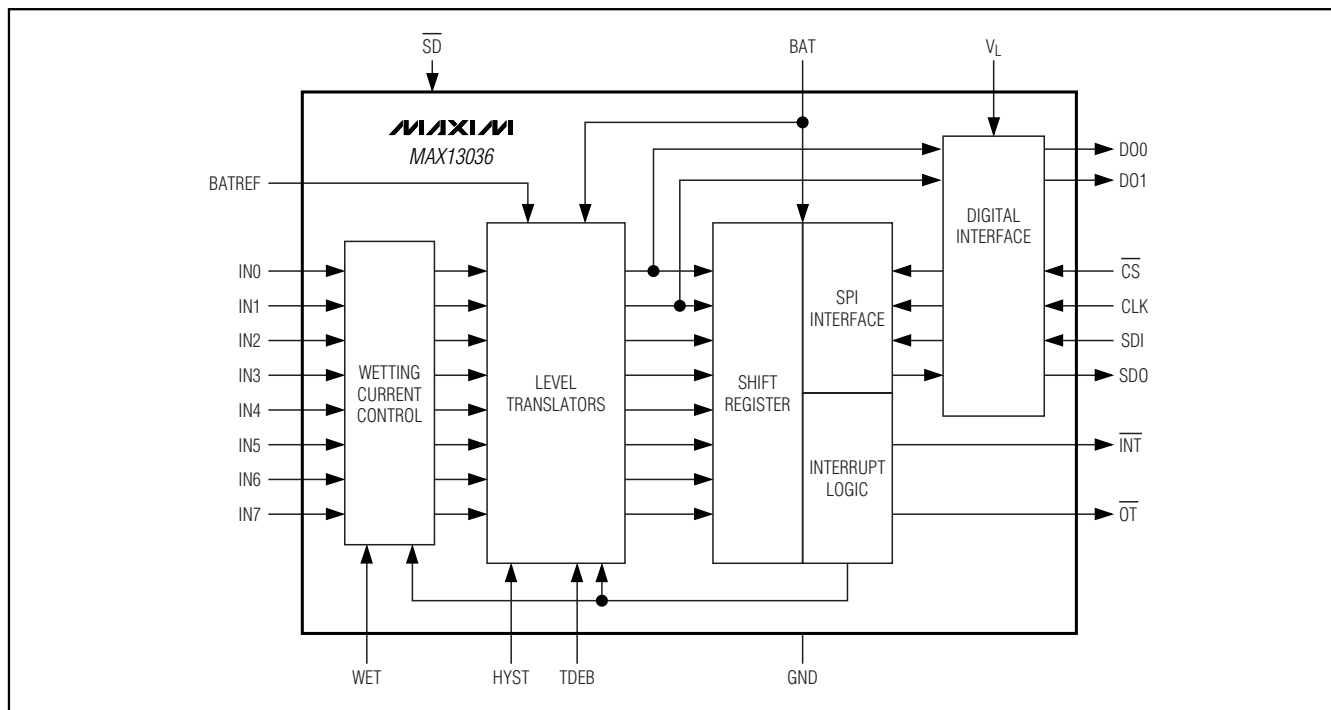 SD
BAT
VL
MAXIM
MAX13036
BATREF
DO0
DO1
DIGITAL
INTERFACE
IN0
IN1
IN2
IN3
IN4
IN5
IN6
IN7
WETTING
CURRENT
CONTROL
LEVEL
TRANSLATORS
SHIFT
REGISTER
SPI
INTERFACE
INTERRUPT
LOGIC
CS
CLK
SDI
SDO
INT
OT
WET
HYST
TDEB
GND